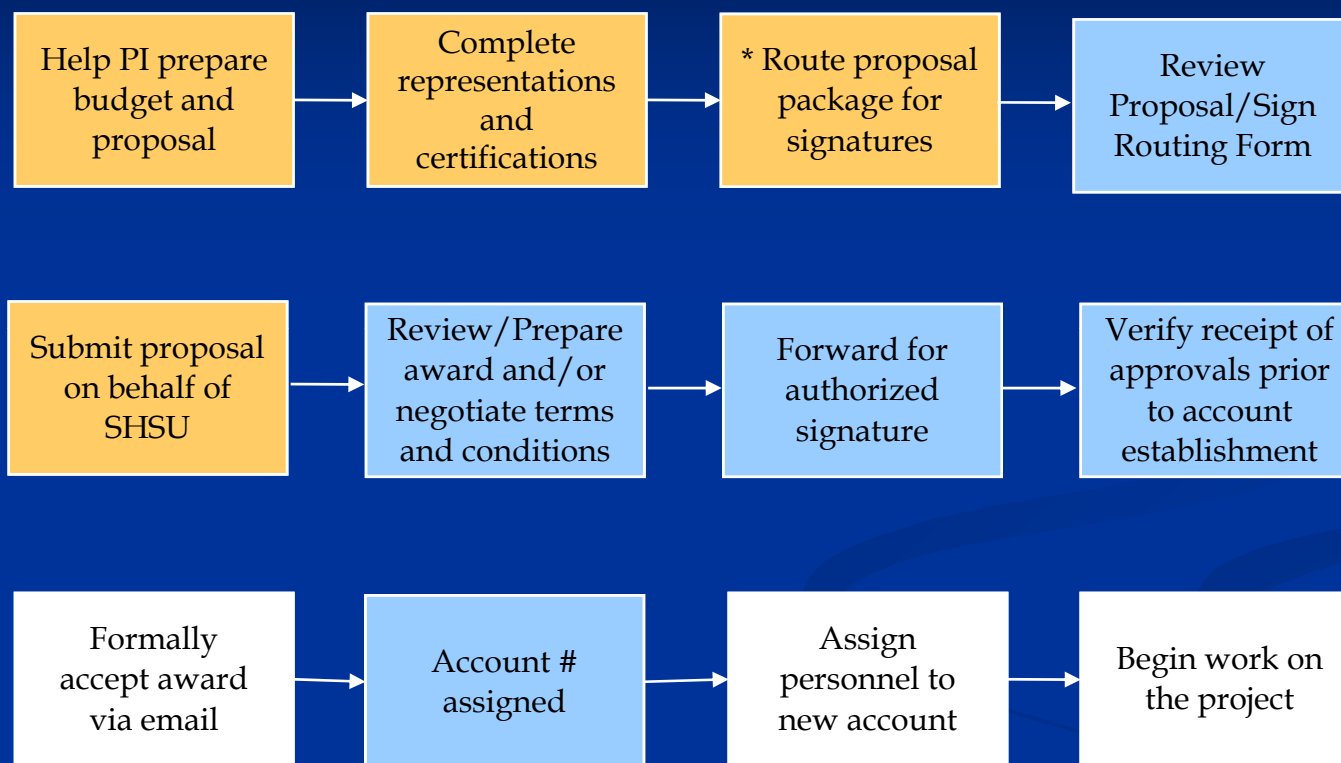 Help PI prepare
budget and
proposal
Complete
representations
and
certifications
* Route proposal
package for
signatures
Review
Proposal/Sign
Routing Form
Submit proposal
on behalf of
SHSU
Review/Prepare
award and/or
negotiate terms
and conditions
Forward for
authorized
signature
Verify receipt of
approvals prior
to account
establishment
Formally
accept award
via email
Account #
assigned
Assign
personnel to
new account
Begin work on
the project